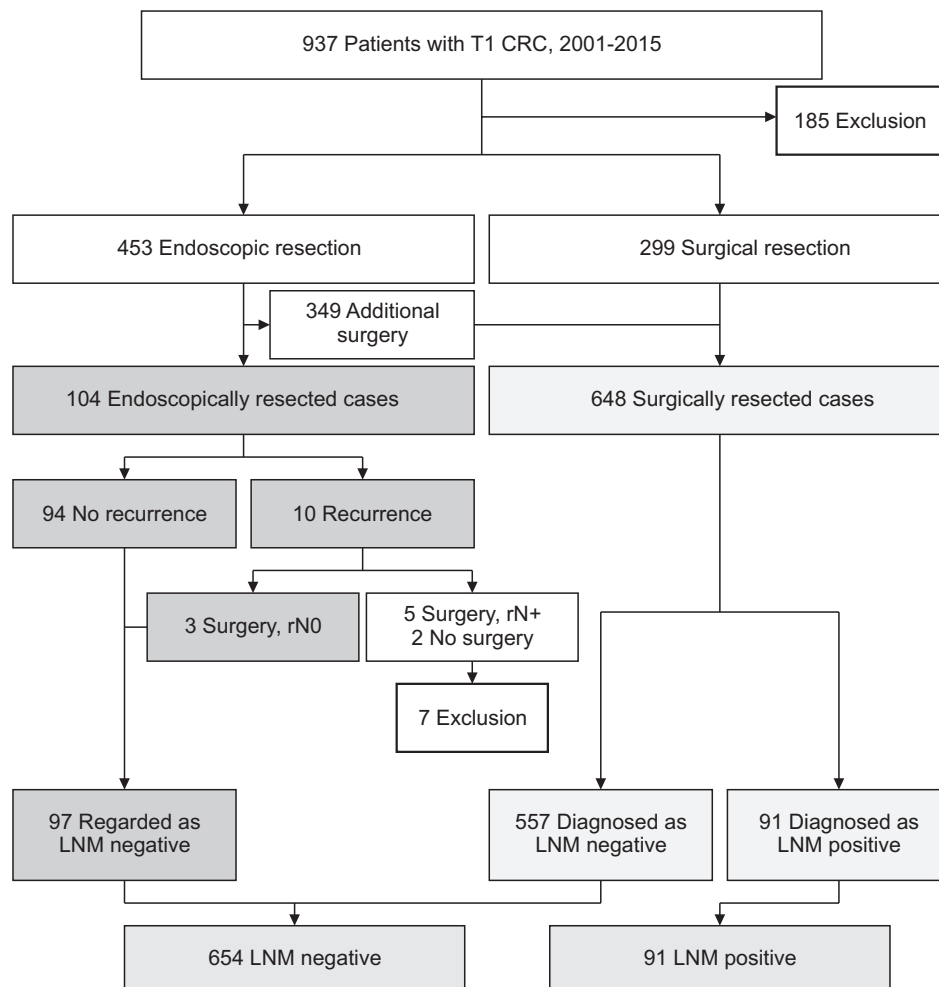 937 Patients with T1 CRC, 2001-2015
185 Exclusion
453 Endoscopic resection
299 Surgical resection
349 Additional
surgery
104 Endoscopically resected cases
648 Surgically resected cases
94 No recurrence
10 Recurrence
3 Surgery, rN0
5 Surgery, rN+
2 No surgery
7 Exclusion
97 Regarded as
LNM negative
557 Diagnosed as
LNM negative
91 Diagnosed as
LNM positive
654 LNM negative
91 LNM positive